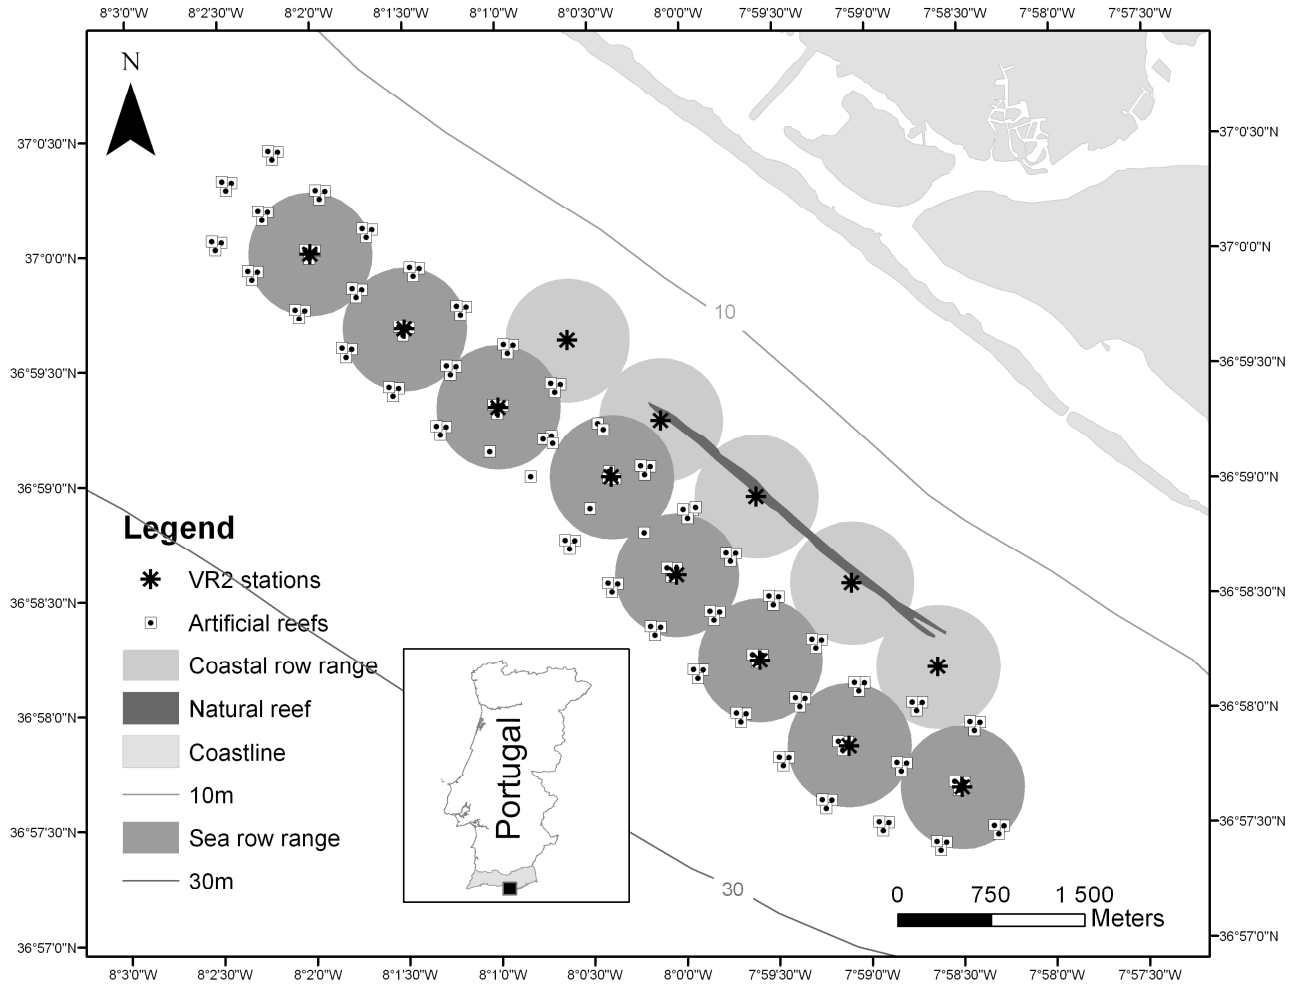 8°3'0"W 8°2'30"W 8°2'0"W 8°1'30"W 8°1'0"W 8°0'30"W 8°0'W 7°59'30"W 7°59'0"W 7°58'30"W 7°58'0"W 7°57'30"W
N
37°0'30"N
37°0'30"N
37°0'0"N
37°0'0"N
10
36°59'30"N
36°59'30"N
36°59'0"N
36°59'0"N
Legend
VR2 stations
36°58'30"N
36°58'30"N
Artificial reefs
Coastal row range
Natural reef
36°58'0"N
36°58'0"N
Coastline
Portugal
10m
36°57'30"N
36°57'30"N
Sea row range
30m
30
0 750 1 500
Meters
36°57'0"N
36°57'0"N
8°3'0"W 8°2'30"W 8°2'0"W 8°1'30"W 8°1'0"W 8°0'30"W 8°0'W 7°59'30"W 7°59'0"W 7°58'30"W 7°58'0"W 7°57'30"W